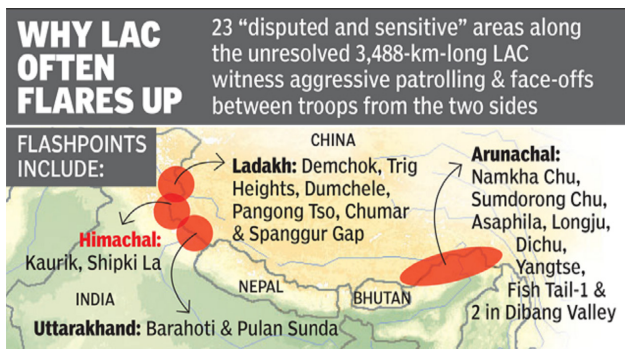 WHY LAC
OFTEN
FLARES UP
23 “disputed and sensitive” areas along
the unresolved 3,488-km-long LAC
witness aggressive patrolling & face-offs
between troops from the two sides
FLASHPOINTS
INCLUDE:
CHINA
Ladakh: Demchok, Trig
Heights, Dumchele,
Pangong Tso, Chumar
& Spanggur Gap
Arunachal:
Namkha Chu,
Sumdorong Chu,
Asaphila, Longju,
Dichu,
Yangtse,
Fish Tail-1 &
2 in Dibang Valley
Himachal:
Kaurik, Shipki La
INDIA
NEPAL
BHUTAN
Uttarakhand: Barahoti & Pulan Sunda